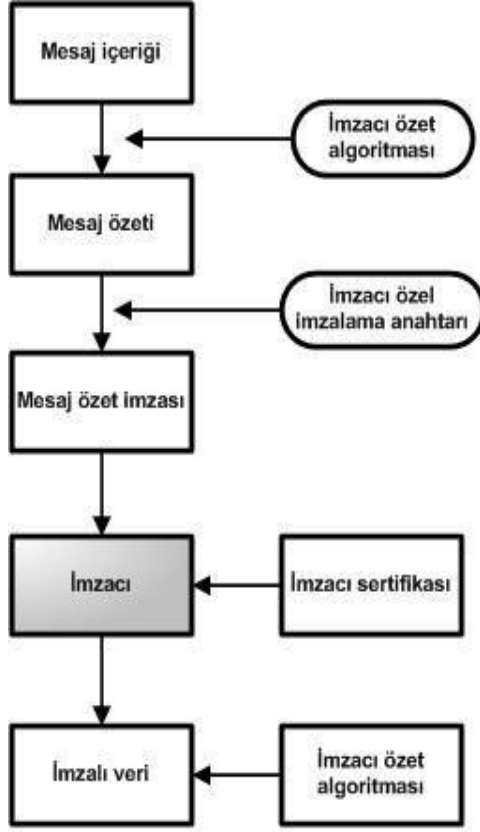 Mesaj içeriği
İmzacı özet
algoritması
Mesaj özeti
İmzacı özel
imzalama anahtarı
Mesaj özet imzası
İmzacı
İmzacı sertifikası
İmzalı veri
İmzacı özet
algoritması